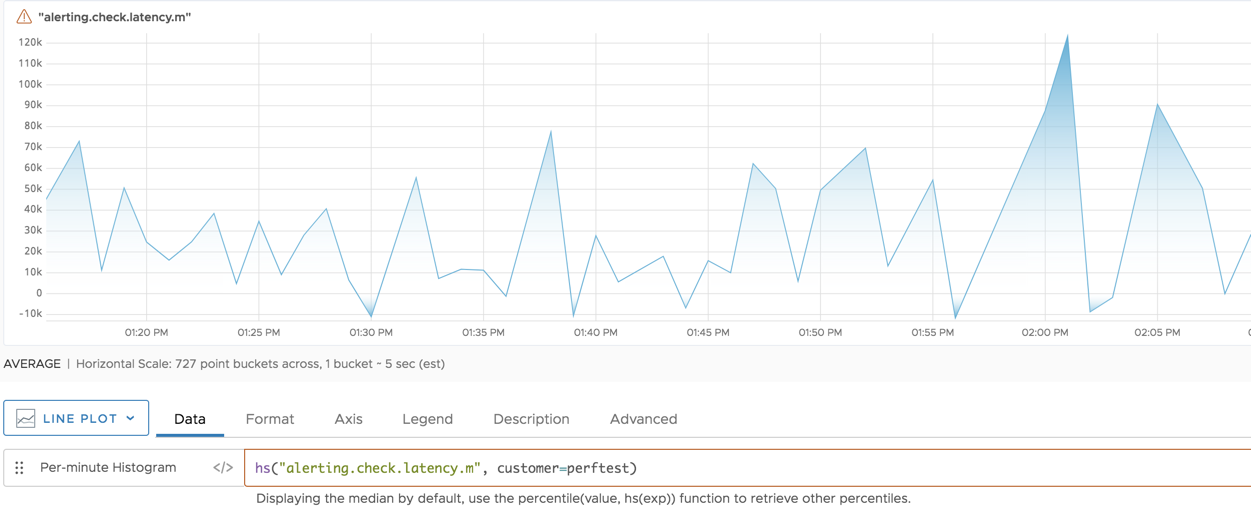 "alerting.check.latency.m"
120k
110k
100k
90k
80k
70k
60k
50k
40k
30k
20k
10k
0
-10k
01:20 PM 01:25 PM 01:30 PM 01:35 PM 01:40 PM 01:45 PM 01:50 PM 01:55 PM 02:00 PM 02:05 PM
AVERAGE | Horizontal Scale: 727 point buckets across, 1 bucket ~ 5 sec (est)
LINE PLOT Data Format Axis Legend Description Advanced
Per-minute Histogram </> hs("alerting.check.latency.m", customer=perftest)
Displaying the median by default, use the percentile(value, hs(exp)) function to retrieve other percentiles.